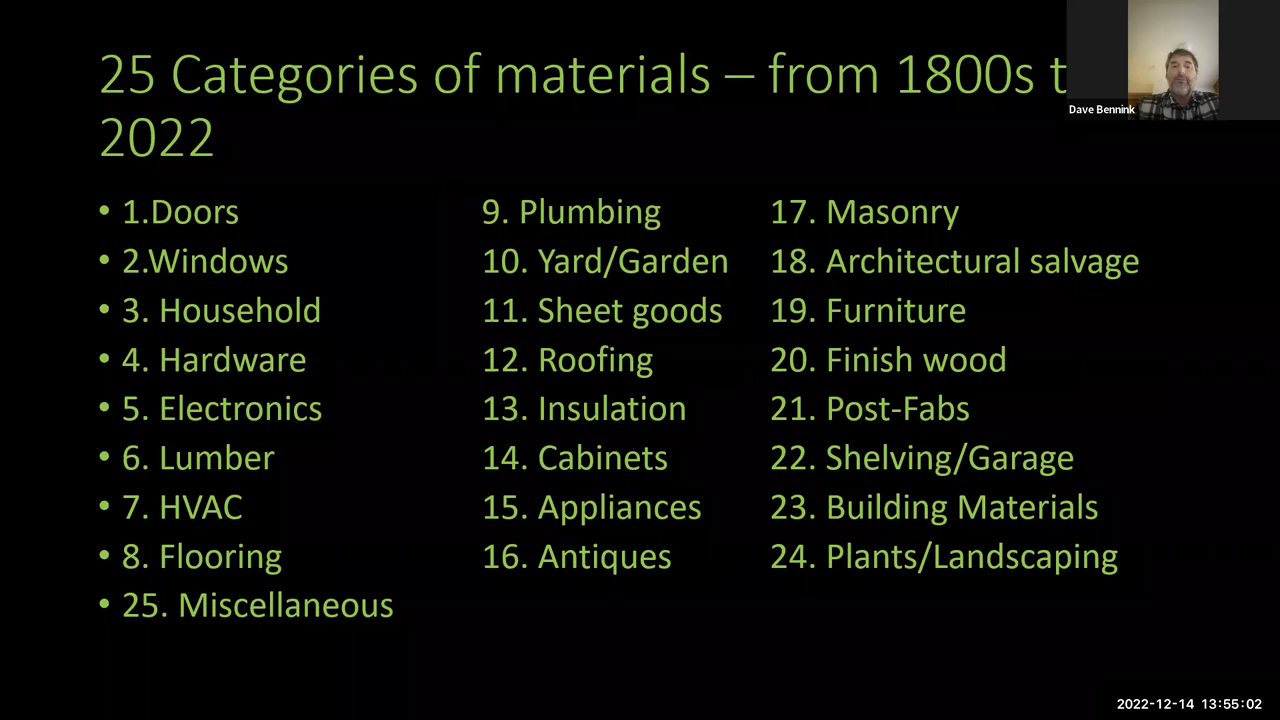 25 Categories of materials – from 1800s t
2022
• 1.Doors
• 2.Windows
• 3. Household
• 4. Hardware
• 5. Electronics
• 6. Lumber
• 7. HVAC
• 8. Flooring
• 25. Miscellaneous
9. Plumbing
10. Yard/Garden
11. Sheet goods
12. Roofing
13. Insulation
14. Cabinets
15. Appliances
16. Antiques
17. Masonry
18. Architectural salvage
19. Furniture
20. Finish wood
21. Post-Fabs
22. Shelving/Garage
23. Building Materials
24. Plants/Landscaping
Dave Bennink
2022-12-14 13:55:02